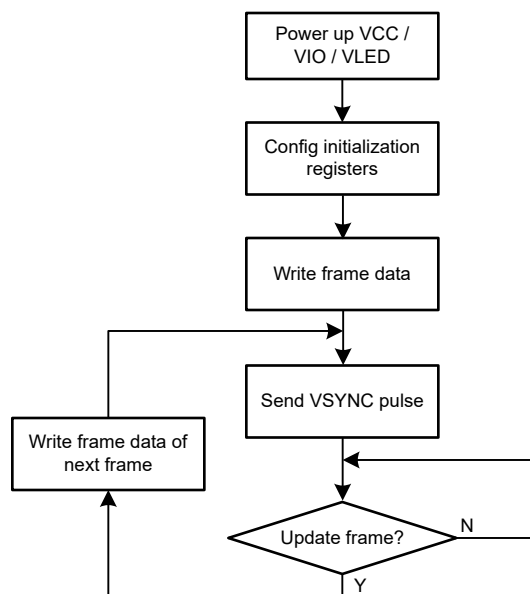 Power up VCC /
VIO / VLED
Config initialization
registers
Write frame data
Send VSYNC pulse
Write frame data of
next frame
Update frame?
N
Y